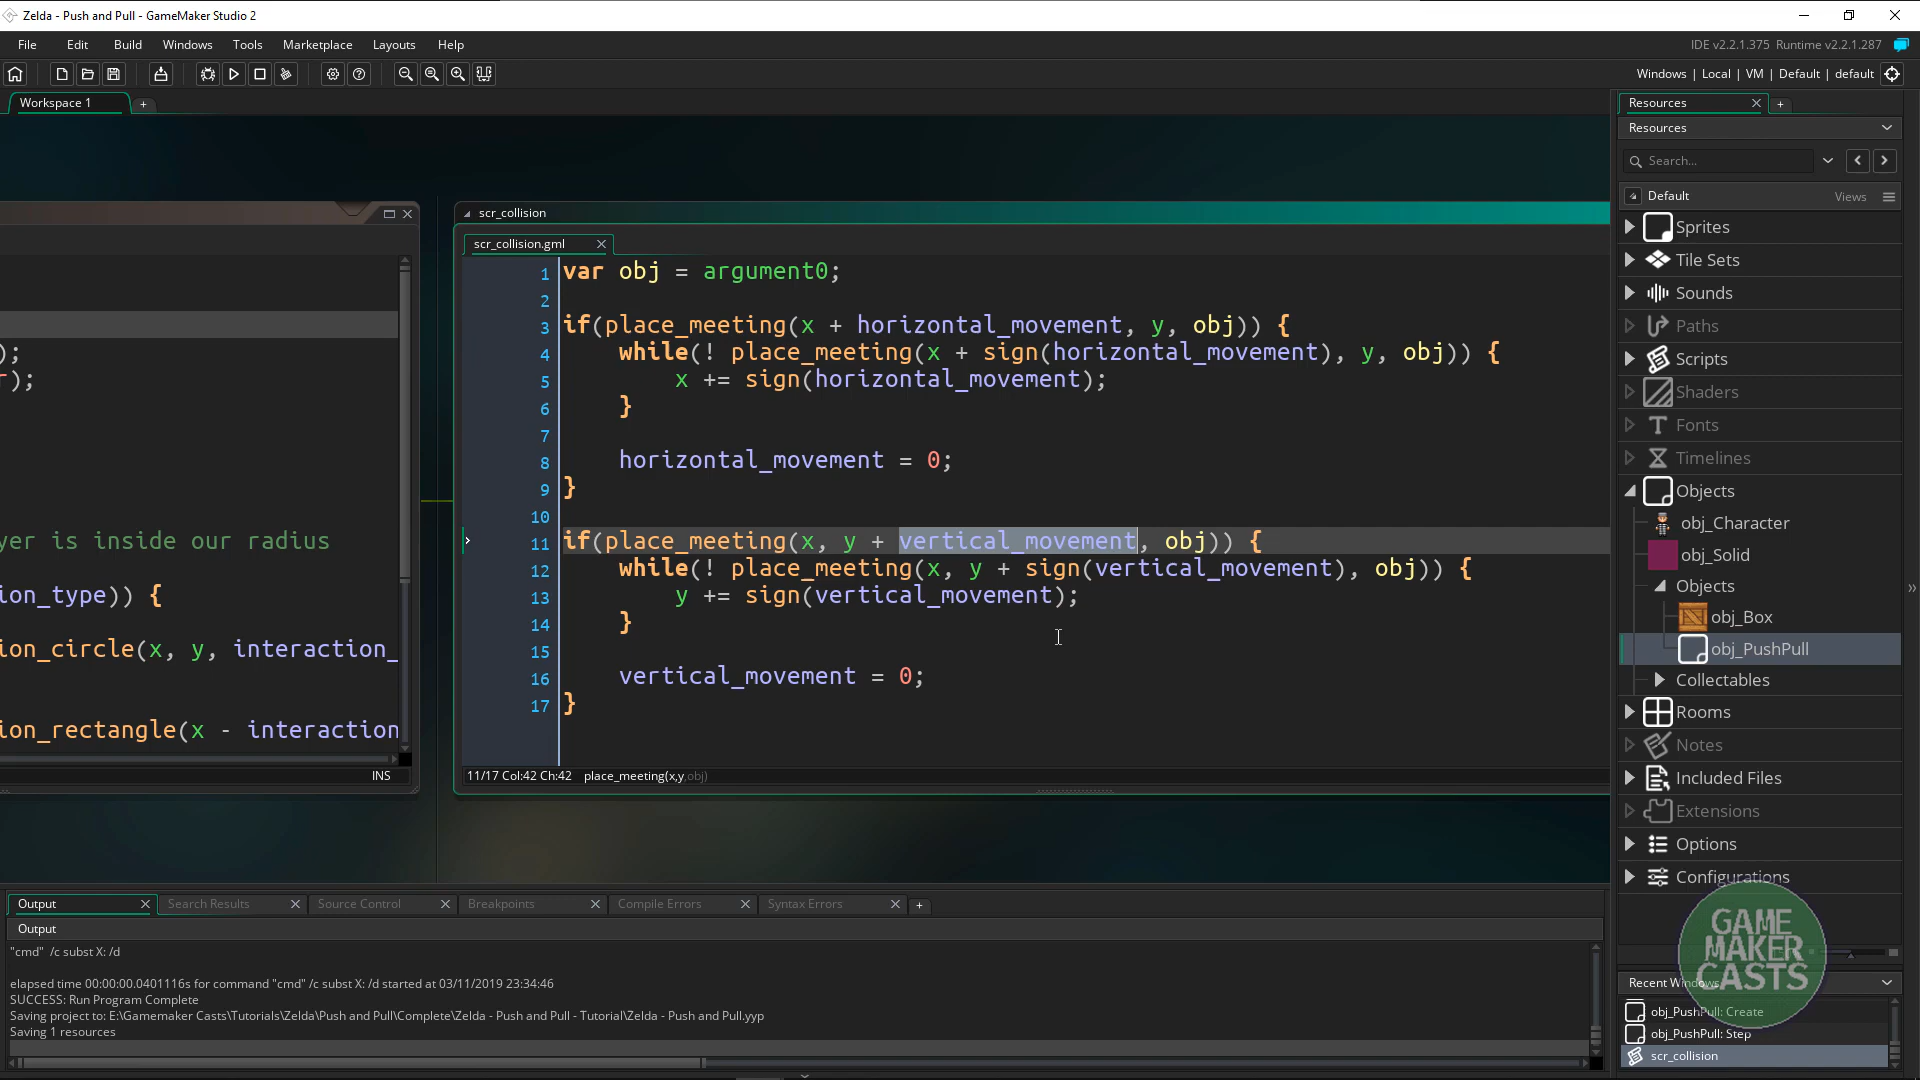 Zelda - Push and Pull - GameMaker Studio 2
File Edit Build Windows Tools Marketplace Layouts Help
IDE v2.2.1.375 Runtime v2.2.1.287
Windows | Local | VM | Default | default
Workspace 1 +
Resources +
Resources
Search...
Default Views
Sprites
Tile Sets
Sounds
Paths
Scripts
Shaders
Fonts
Timelines
Objects
obj_Character
obj_Solid
Objects
obj_Box
obj_PushPull
Collectables
Rooms
Notes
Included Files
Extensions
Options
Configurations
);
r);
yer is inside our radius
ion_type)) {
ion_circle(x, y, interaction_
ion_rectangle(x - interaction
INS
scr_collision
scr_collision.gml
1 var obj = argument0;
2
3 if(place_meeting(x + horizontal_movement, y, obj)) {
4 while(! place_meeting(x + sign(horizontal_movement), y, obj)) {
5 x += sign(horizontal_movement);
6 }
7
8 horizontal_movement = 0;
9 }
10
11 if(place_meeting(x, y + vertical_movement, obj)) {
12 while(! place_meeting(x, y + sign(vertical_movement), obj)) {
13 y += sign(vertical_movement);
14 }
15
16 vertical_movement = 0;
17 }
11/17 Col:42 Ch:42 place_meeting(x,y,obj)
Output Search Results Source Control Breakpoints Compile Errors Syntax Errors +
Output
"cmd" /c subst X: /d
elapsed time 00:00:00.0401116s for command "cmd" /c subst X: /d started at 03/11/2019 23:34:46
SUCCESS: Run Program Complete
Saving project to: E:\Gamemaker Casts\Tutorials\Zelda\Push and Pull\Complete\Zelda - Push and Pull - Tutorial\Zelda - Push and Pull.yyp
Saving 1 resources
GAME
MAKER
CASTS
Recent Windows
obj_PushPull: Create
obj_PushPull: Step
scr_collision